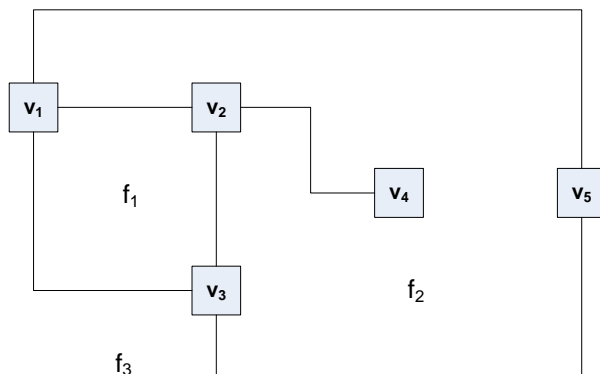 v₁
v₂
v₄
v₅
f₁
v₃
f₂
f₃